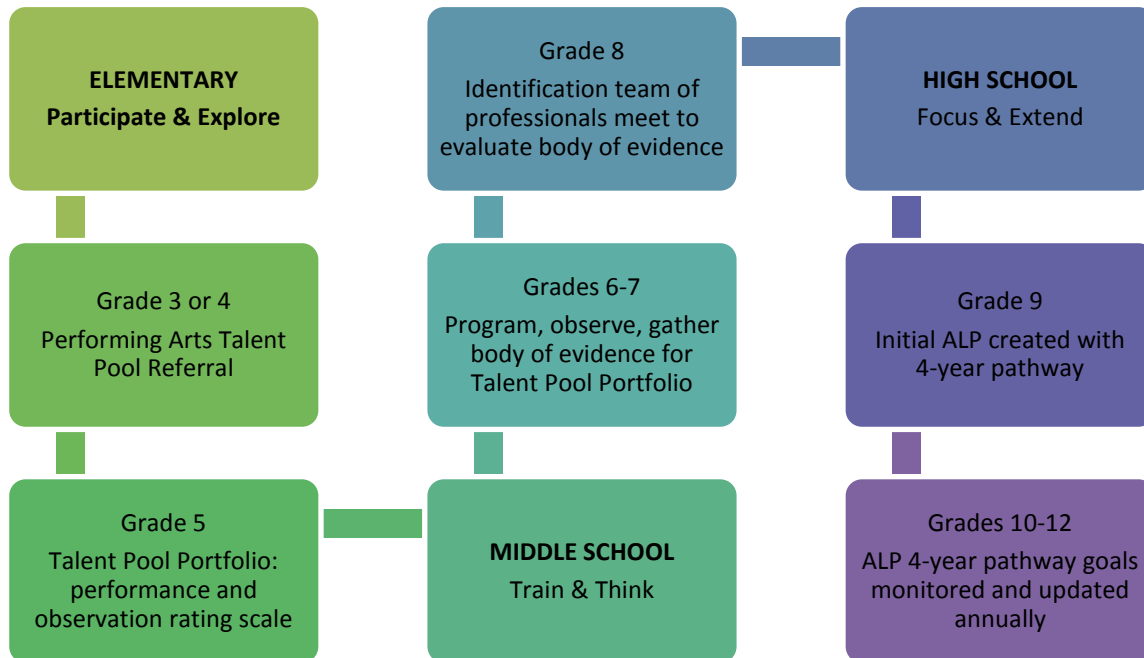 ELEMENTARY
Participate & Explore
Grade 3 or 4
Performing Arts Talent
Pool Referral
Grade 5
Talent Pool Portfolio:
performance and
observation rating scale
MIDDLE SCHOOL
Train & Think
Grades 6-7
Program, observe, gather
body of evidence for
Talent Pool Portfolio
Grade 8
Identification team of
professionals meet to
evaluate body of evidence
HIGH SCHOOL
Focus & Extend
Grade 9
Initial ALP created with
4-year pathway
Grades 10-12
ALP 4-year pathway goals
monitored and updated
annually